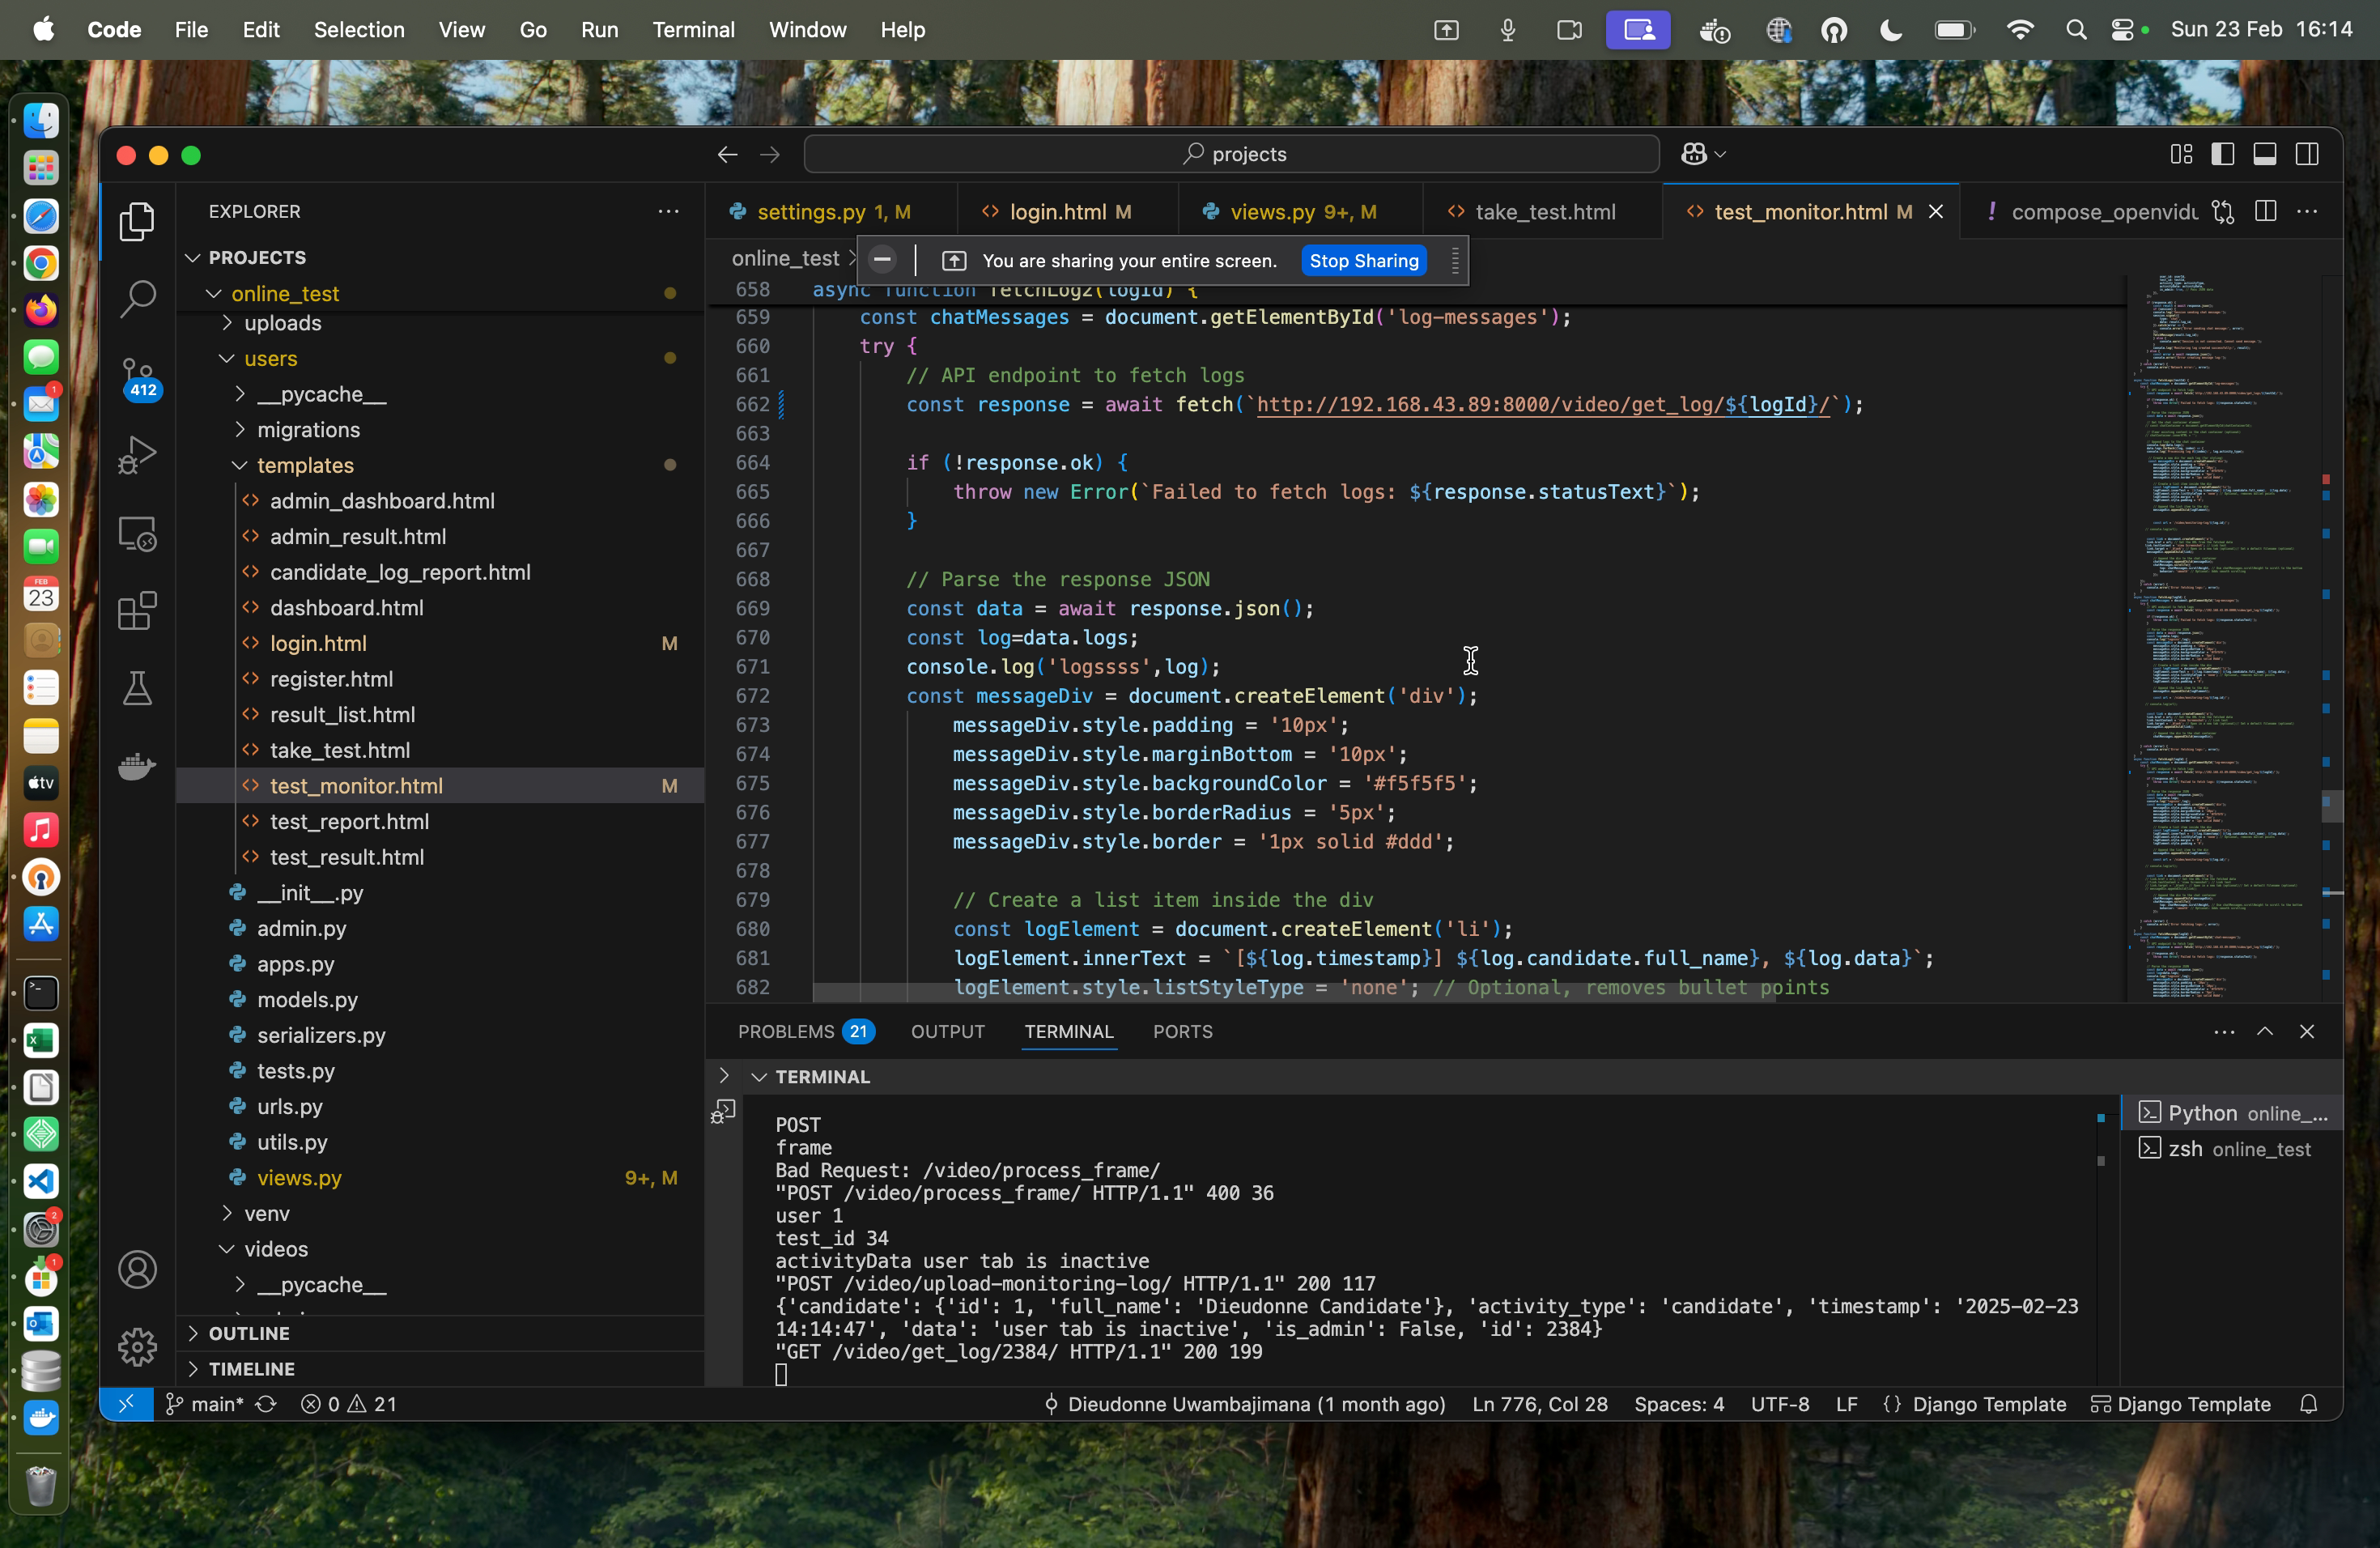 Code File Edit Selection View Go Run Terminal Window Help Sun 23 Feb 16:14
projects
EXPLORER
settings.py 1, M
login.html M
views.py 9+, M
take_test.html
test_monitor.html M
compose_openvidu
online_test
You are sharing your entire screen.
Stop Sharing
PROJECTS
online_test
uploads
users
__pycache__
migrations
templates
admin_dashboard.html
admin_result.html
candidate_log_report.html
dashboard.html
login.html M
register.html
result_list.html
take_test.html
test_monitor.html M
test_report.html
test_result.html
__init__.py
admin.py
apps.py
models.py
serializers.py
tests.py
urls.py
utils.py
views.py 9+, M
venv
videos
__pycache__
OUTLINE
TIMELINE
412
FEB
23
tv
1
2
1
658 async function fetchLog2(logId) {
659 const chatMessages = document.getElementById('log-messages');
660 try {
661 // API endpoint to fetch logs
662 const response = await fetch(`http://192.168.43.89:8000/video/get_log/${logId}/`);
663
664 if (!response.ok) {
665 throw new Error(`Failed to fetch logs: ${response.statusText}`);
666 }
667
668 // Parse the response JSON
669 const data = await response.json();
670 const log=data.logs;
671 console.log('logssss',log);
672 const messageDiv = document.createElement('div');
673 messageDiv.style.padding = '10px';
674 messageDiv.style.marginBottom = '10px';
675 messageDiv.style.backgroundColor = '#f5f5f5';
676 messageDiv.style.borderRadius = '5px';
677 messageDiv.style.border = '1px solid #ddd';
678
679 // Create a list item inside the div
680 const logElement = document.createElement('li');
681 logElement.innerText = `[${log.timestamp}] ${log.candidate.full_name}, ${log.data}`;
682 logElement.style.listStyleType = 'none'; // Optional, removes bullet points
PROBLEMS 21 OUTPUT TERMINAL PORTS
TERMINAL
POST
frame
Bad Request: /video/process_frame/
"POST /video/process_frame/ HTTP/1.1" 400 36
user 1
test_id 34
activityData user tab is inactive
"POST /video/upload-monitoring-log/ HTTP/1.1" 200 117
{'candidate': {'id': 1, 'full_name': 'Dieudonne Candidate'}, 'activity_type': 'candidate', 'timestamp': '2025-02-23
14:14:47', 'data': 'user tab is inactive', 'is_admin': False, 'id': 2384}
"GET /video/get_log/2384/ HTTP/1.1" 200 199
Python online_...
zsh online_test
main* 0 21 Dieudonne Uwambajimana (1 month ago) Ln 776, Col 28 Spaces: 4 UTF-8 LF {} Django Template Django Template